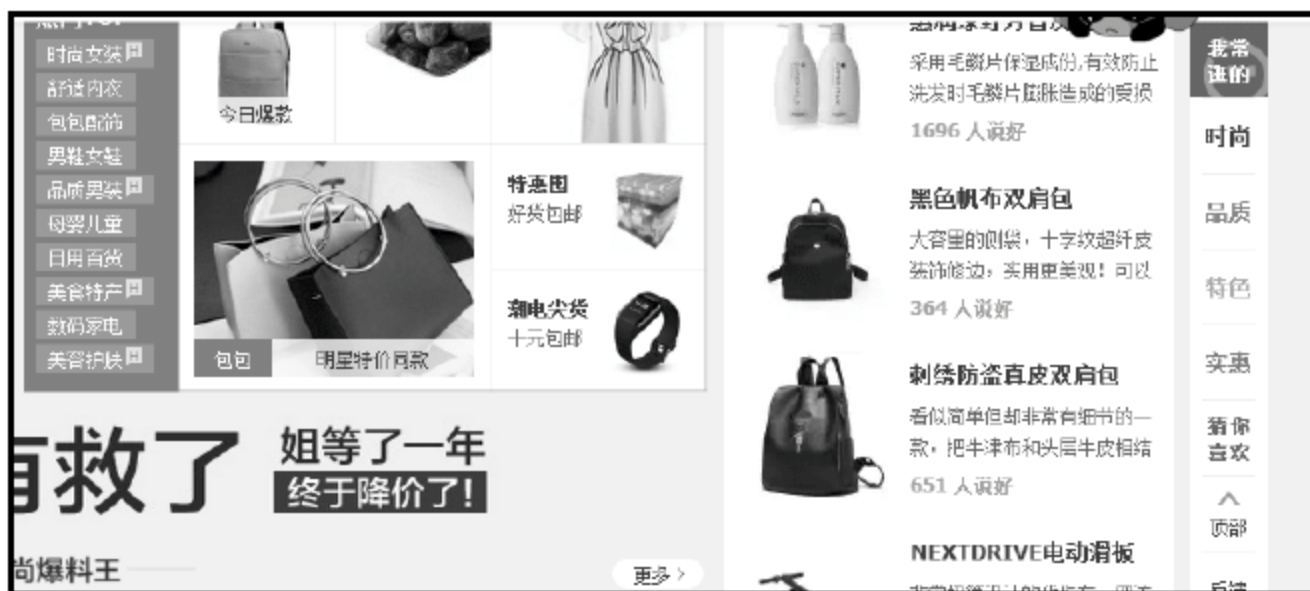 时尚女装
舒适内衣
包包配饰
男鞋女鞋
品质男装
母婴儿童
日用百货
美食特产
数码家电
美容护肤
今日爆款
包包
明星特价同款
特惠团
好货包邮
潮电尖货
十元包邮
有救了
姐等了一年
终于降价了!
尚爆料王
更多
采用毛鳞片保湿成份,有效防止
洗发时毛鳞片膨胀造成的受损
1696 人说好
黑色帆布双肩包
大容量的侧袋,十字纹超纤皮
装饰修边,实用更美观!可以
364 人说好
刺绣防盗真皮双肩包
看似简单但却非常有细节的一
款,把牛津布和头层牛皮相结
651 人说好
NEXTDRIVE电动滑板
我常
逛的
时尚
品质
特色
实惠
猜你
喜欢
顶部